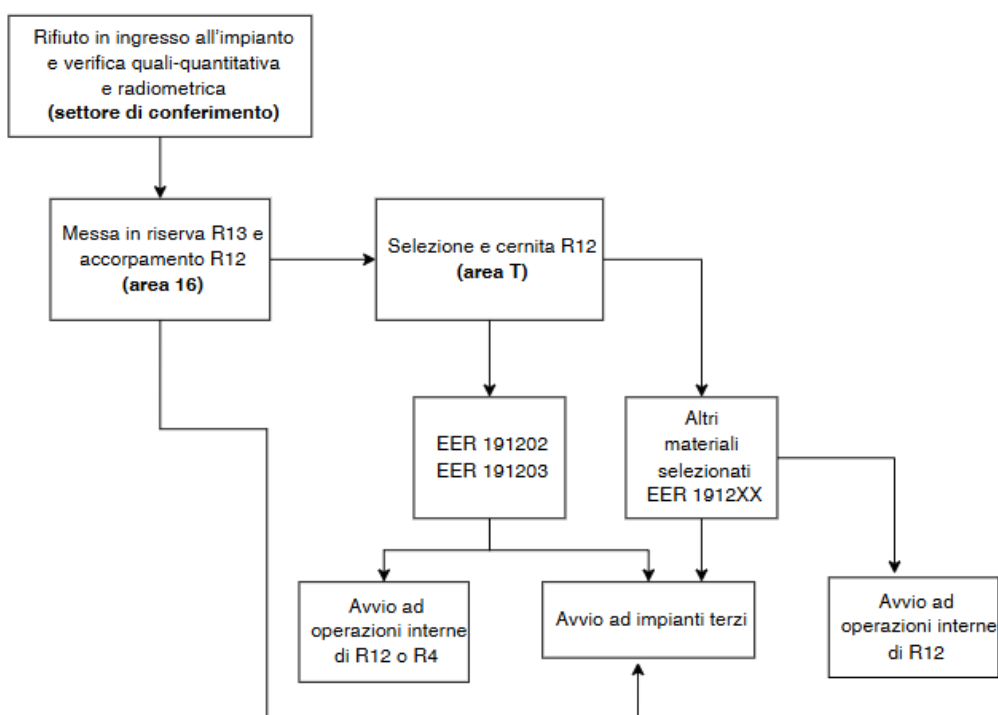 Rifiuto in ingresso all'impianto
e verifica quali-quantitativa
e radiometrica
(settore di conferimento)
Messa in riserva R13 e
accorpamento R12
(area 16)
Selezione e cernita R12
(area T)
EER 191202
EER 191203
Altri
materiali
selezionati
EER 1912XX
Avvio ad
operazioni interne
di R12 o R4
Avvio ad impianti terzi
Avvio ad
operazioni interne
di R12